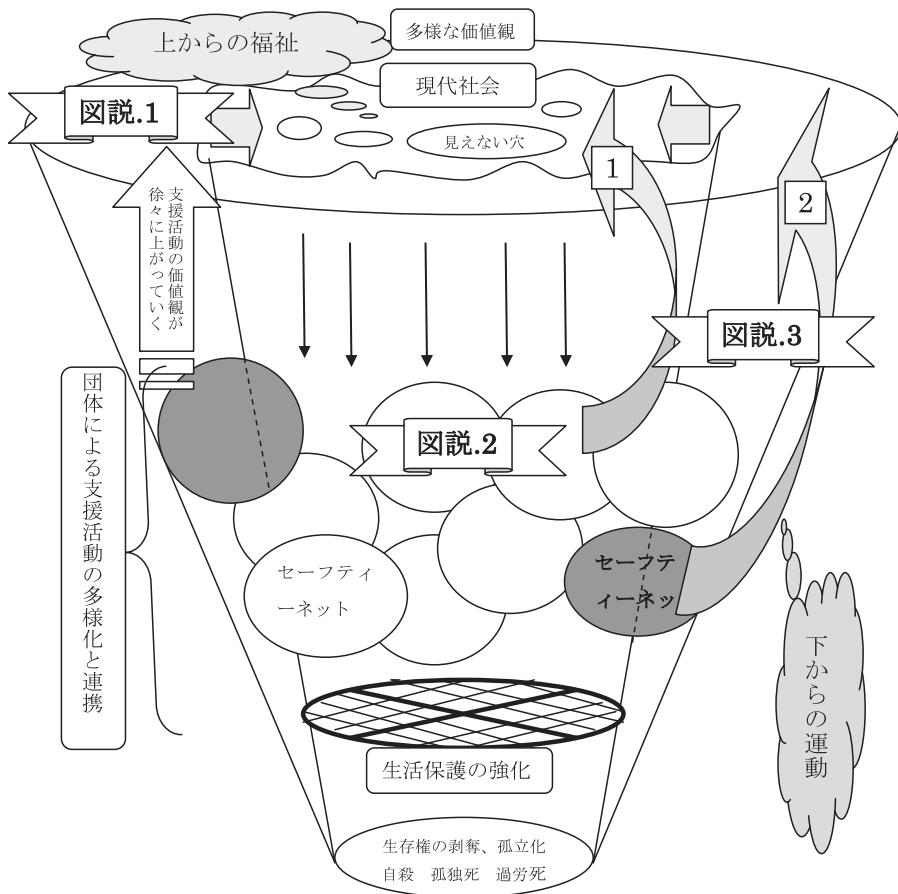 上からの福祉
多様な価値観
現代社会
図説.1
見えない穴
1
2
支援活動の価値観が
徐々に上がっていく
図説.3
団体による支援活動の多様化と連携
図説.2
セーフティ
ーネット
セーフテ
ィーネッ
下からの運動
生活保護の強化
生存権の剥奪、孤立化
自殺 孤独死 過労死